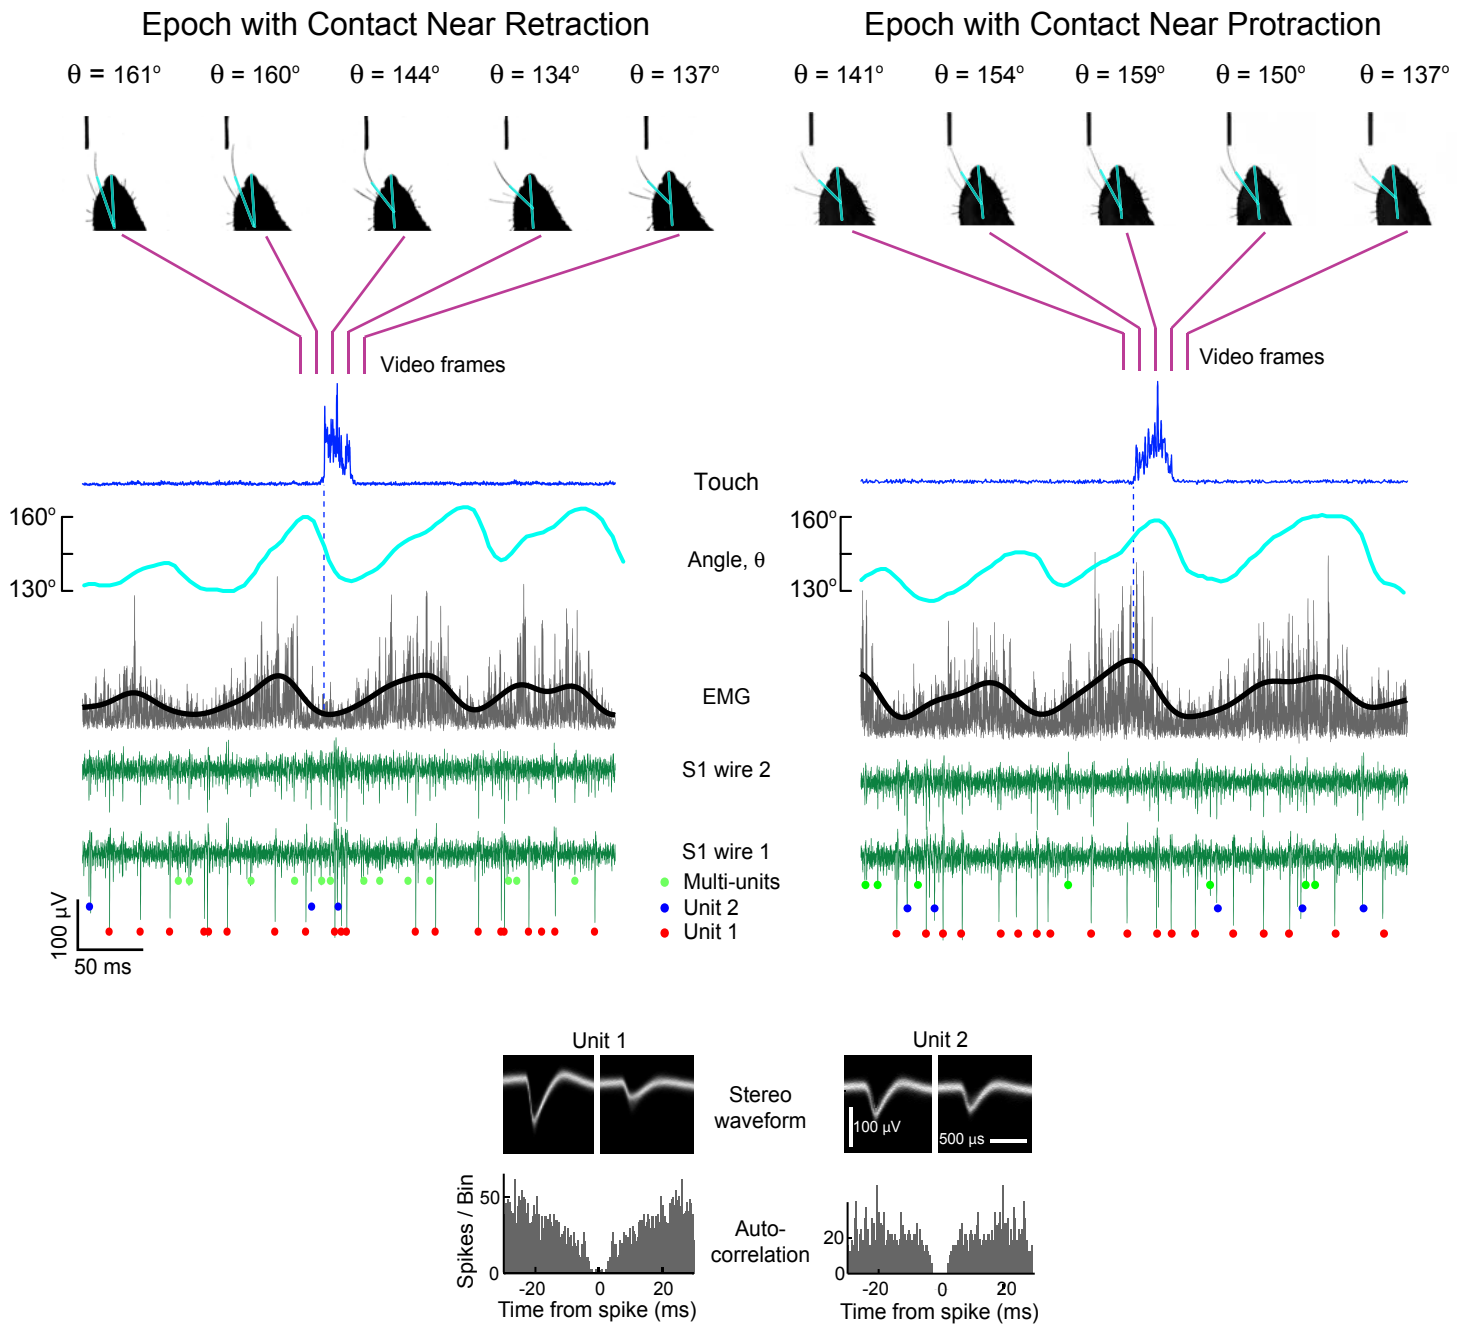 Epoch with Contact Near Retraction
Epoch with Contact Near Protraction
θ = 161° θ = 160° θ = 144° θ = 134° θ = 137°
θ = 141° θ = 154° θ = 159° θ = 150° θ = 137°
Video frames
Video frames
Touch
160°
130°
Angle, θ
160°
130°
EMG
S1 wire 2
S1 wire 1
Multi-units
Unit 2
Unit 1
100 µV
50 ms
Unit 1
Unit 2
Stereo
waveform
100 µV
500 µs
Spikes / Bin
50
0
-20 0 20
Time from spike (ms)
Auto-
correlation
20
0
-20 0 20
Time from spike (ms)